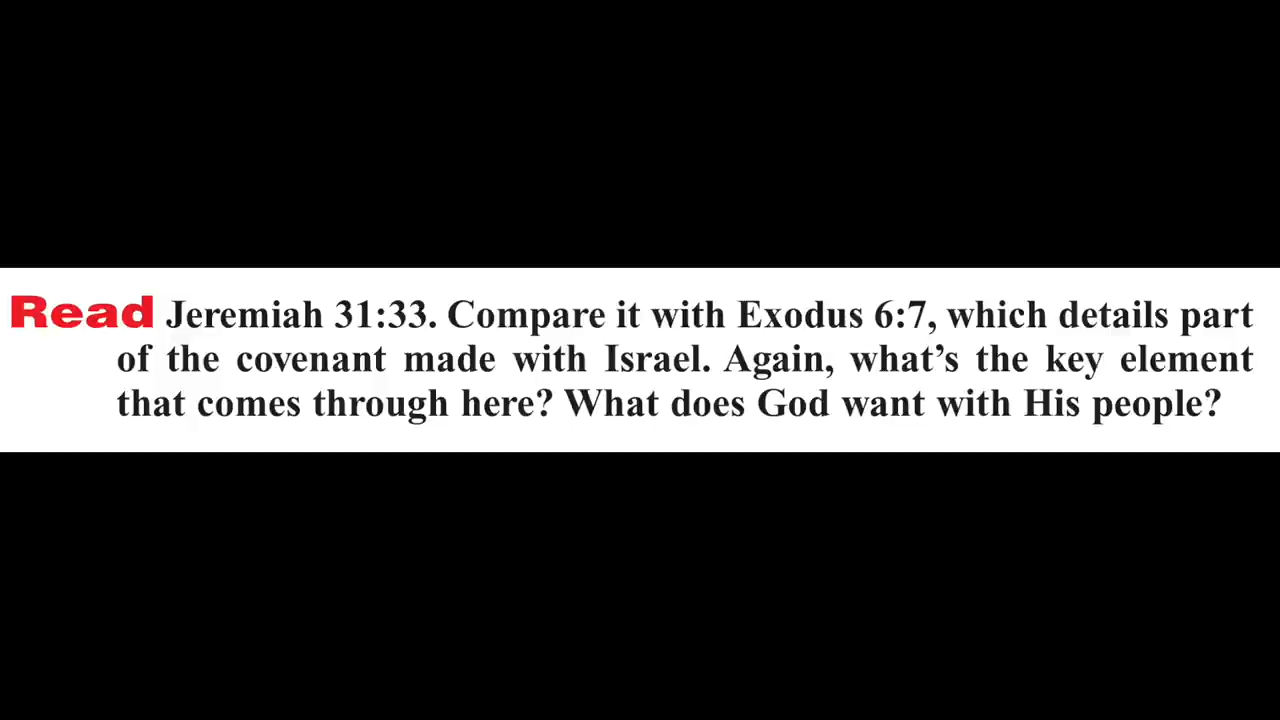 Read Jeremiah 31:33. Compare it with Exodus 6:7, which details part
of the covenant made with Israel. Again, what’s the key element
that comes through here? What does God want with His people?